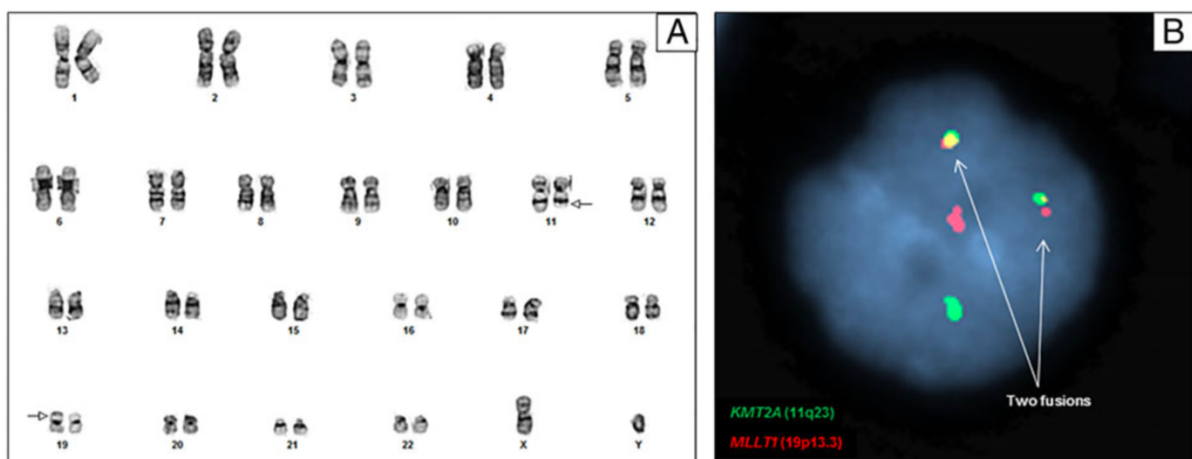 A
1 2 3 4 5
6 7 8 9 10 11 12
13 14 15 16 17 18
19 20 21 22 X Y
B
Two fusions
KMT2A (11q23)
MLLT1 (19p13.3)